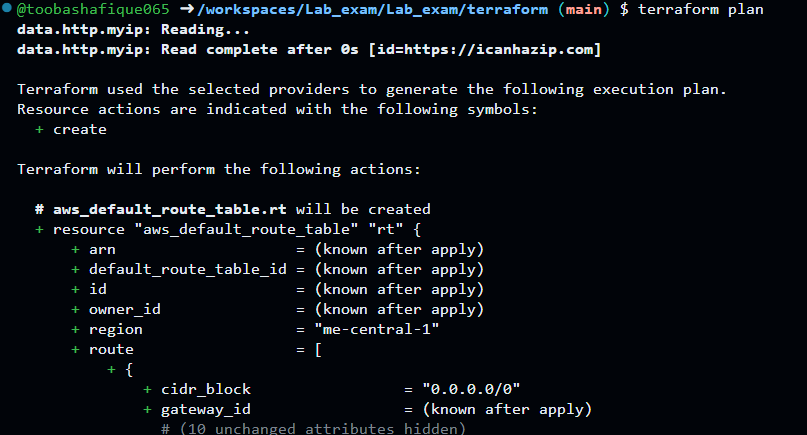 @toobashafique065 ➜/workspaces/Lab_exam/Lab_exam/terraform (main) $ terraform plan
data.http.myip: Reading...
data.http.myip: Read complete after 0s [id=https://icanhazip.com]
Terraform used the selected providers to generate the following execution plan.
Resource actions are indicated with the following symbols:
+ create
Terraform will perform the following actions:
# aws_default_route_table.rt will be created
+ resource "aws_default_route_table" "rt" {
+ arn = (known after apply)
+ default_route_table_id = (known after apply)
+ id = (known after apply)
+ owner_id = (known after apply)
+ region = "me-central-1"
+ route = [
+ {
+ cidr_block = "0.0.0.0/0"
+ gateway_id = (known after apply)
# (10 unchanged attributes hidden)